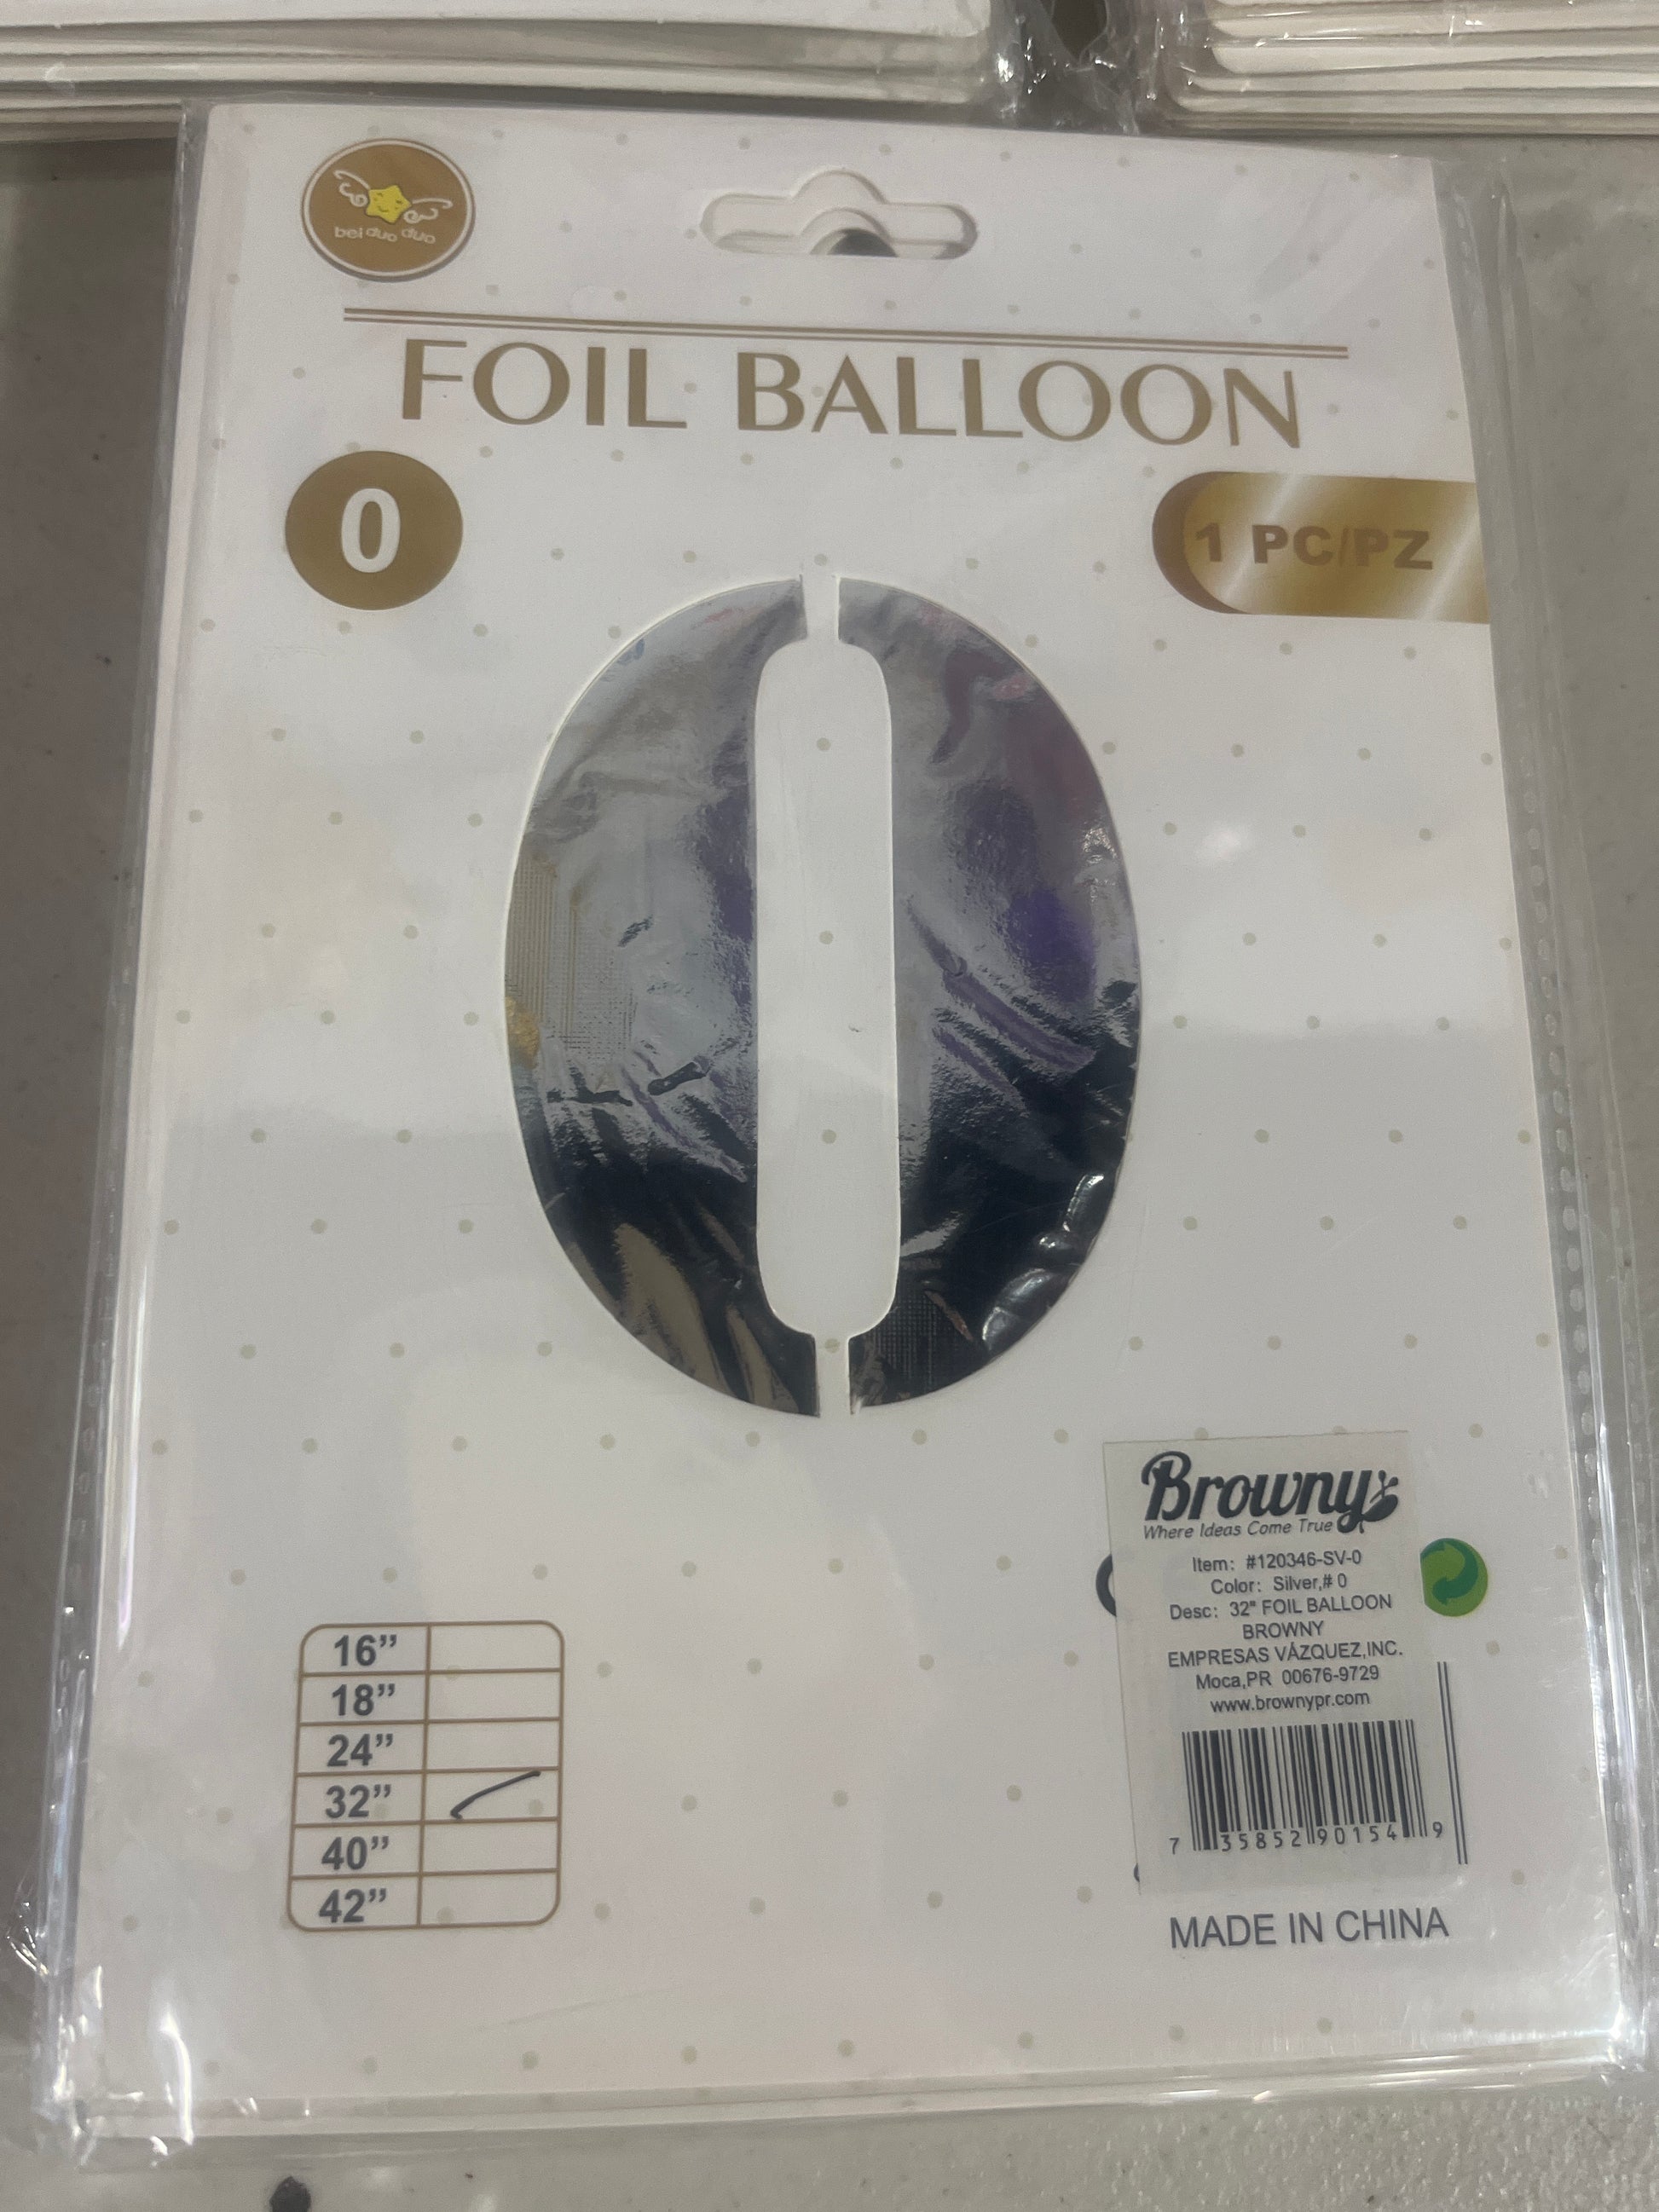 bei duo duo
FOIL BALLOON
0
1 PC/PZ
Browny
Where Ideas Come True
Item: #120346-SV-0
Color: Silver,# 0
Desc: 32" FOIL BALLOON
BROWNY
EMPRESAS VÁZQUEZ,INC.
Moca,PR 00676-9729
www.brownypr.com
7 35852 90154 9
16”
18”
24”
32”
40”
42”
MADE IN CHINA